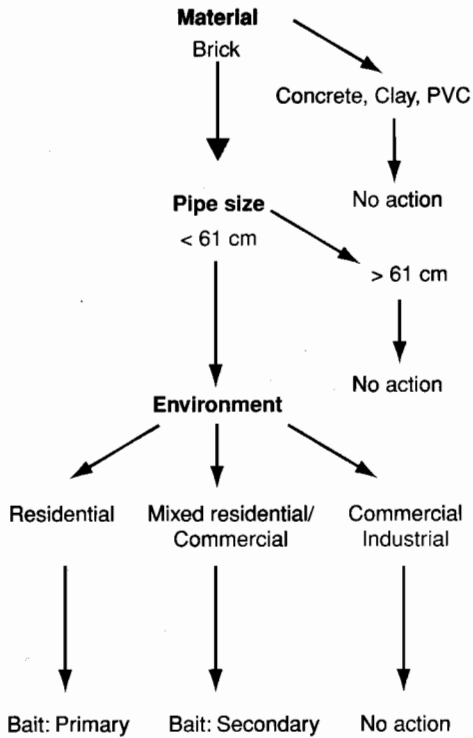 Material
Brick
Concrete, Clay, PVC
No action
Pipe size
< 61 cm
> 61 cm
No action
Environment
Residential
Mixed residential/
Commercial
Commercial
Industrial
Bait: Primary
Bait: Secondary
No action